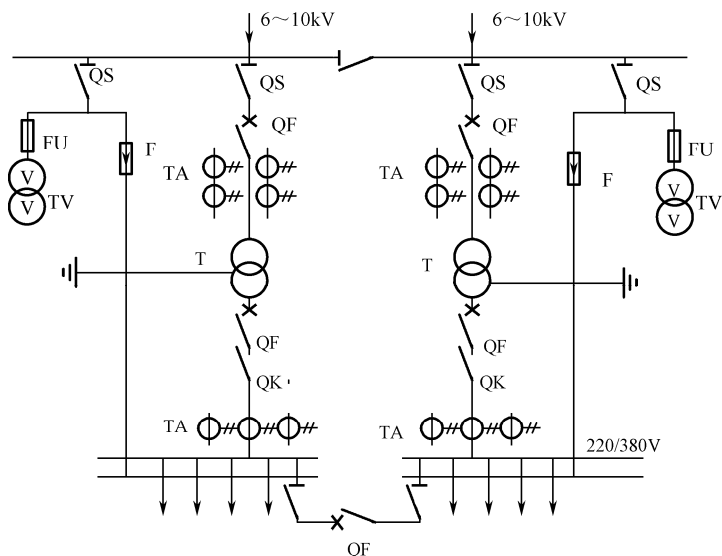 6～10kV 6～10kV
QS QS QS QS
QF QF
FU F TA TA F FU
V V
V TV V TV
T T
QF QF
QK QK
TA TA
220/380V
QF